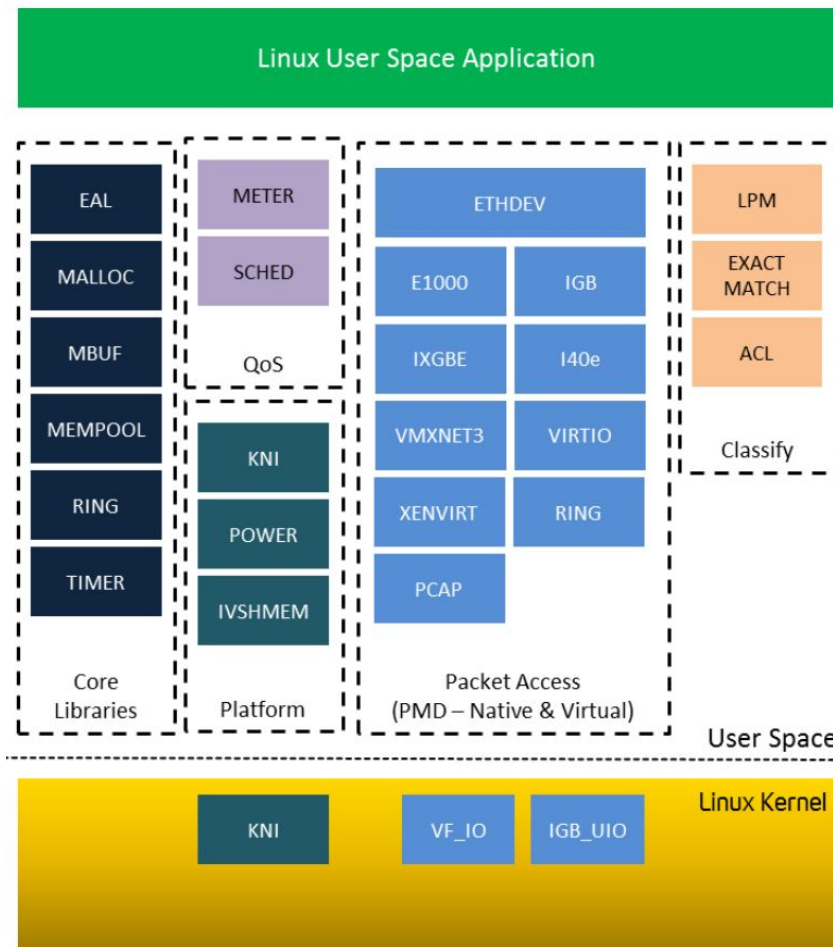 Linux User Space Application
EAL
MALLOC
MBUF
MEMPOOL
RING
TIMER
Core
Libraries
METER
SCHED
QoS
KNI
POWER
IVSHMEM
Platform
ETHDEV
E1000
IGB
IXGBE
I40e
VMXNET3
VIRTIO
XENVIRT
RING
PCAP
Packet Access
(PMD – Native & Virtual)
LPM
EXACT
MATCH
ACL
Classify
User Space
Linux Kernel
KNI
VF_IO
IGB_UIO